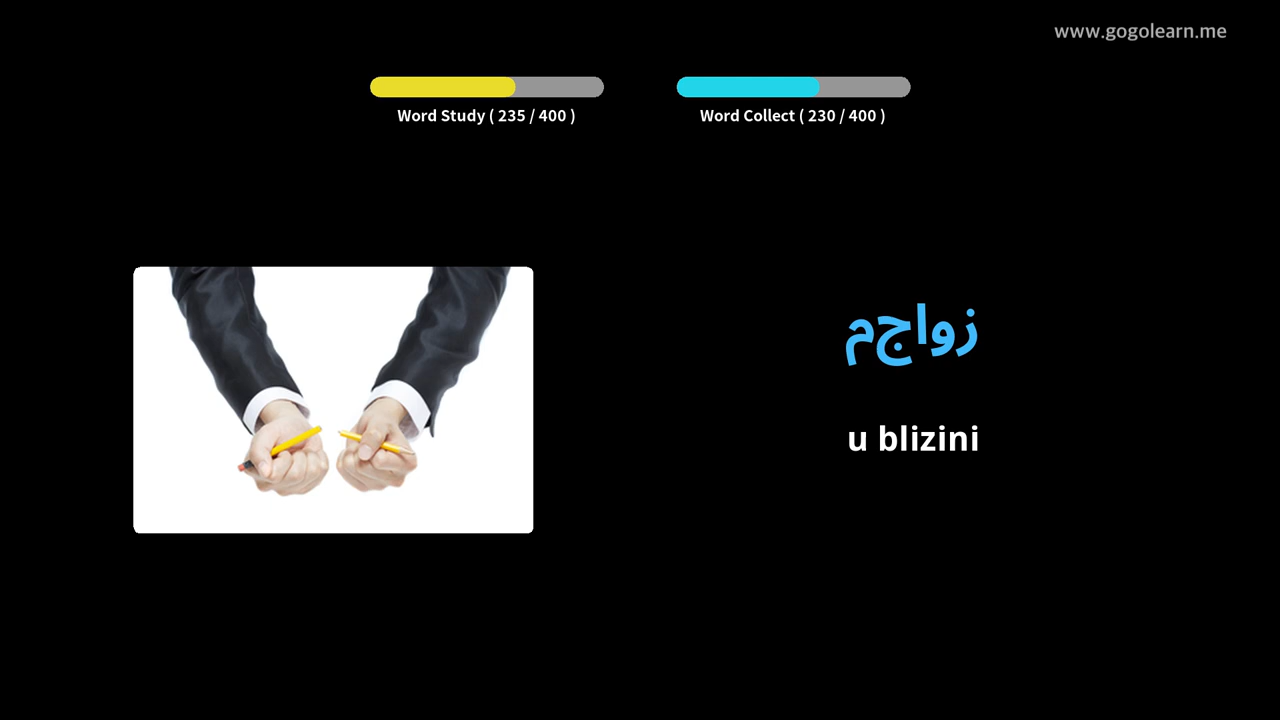 www.gogolearn.me
Word Study ( 235 / 400 )
Word Collect ( 230 / 400 )
زواجم
u blizini